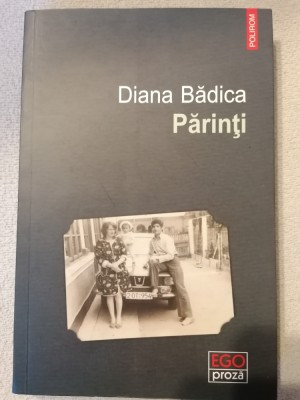 POLIROM
Diana Bădica
Părinţi
EGO
proză